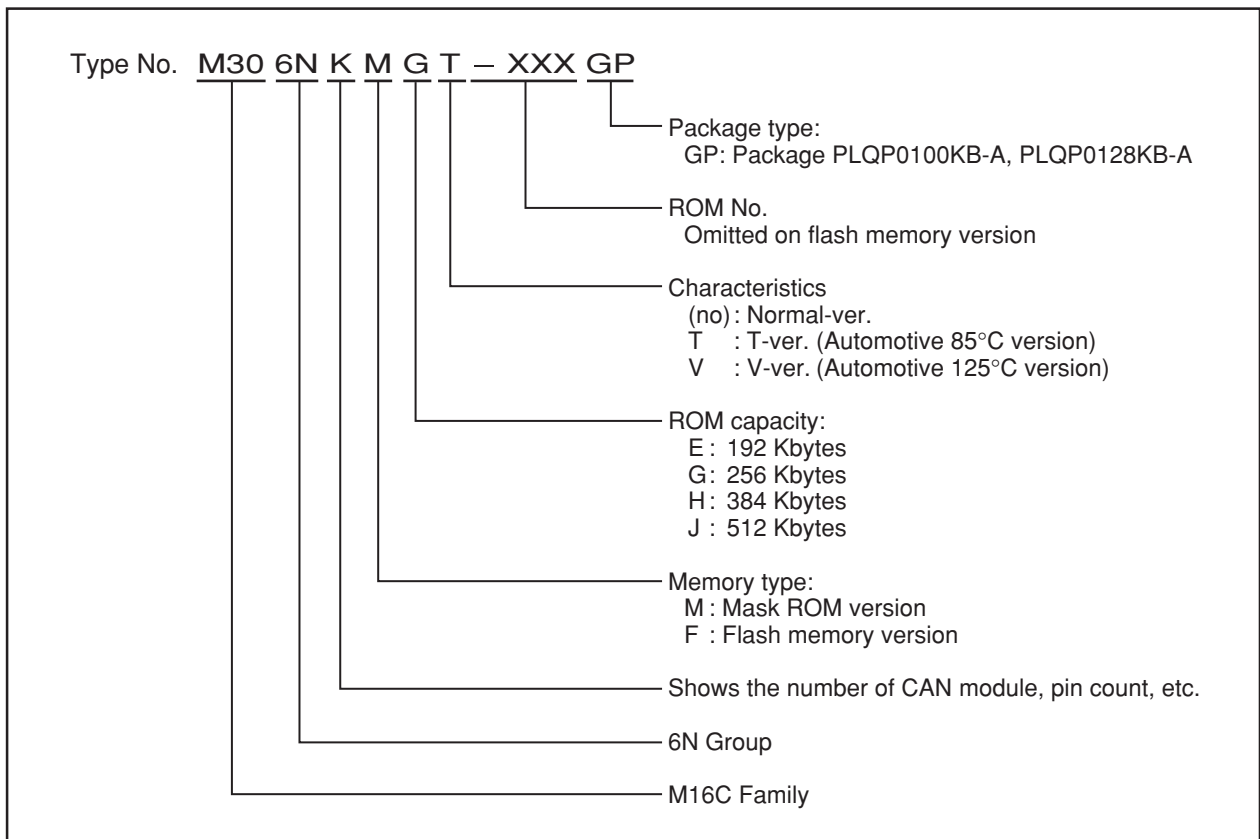 Type No. M30 6N K M G T – XXX GP
Package type:
GP: Package PLQP0100KB-A, PLQP0128KB-A
ROM No.
Omitted on flash memory version
Characteristics
(no) : Normal-ver.
T : T-ver. (Automotive 85°C version)
V : V-ver. (Automotive 125°C version)
ROM capacity:
E : 192 Kbytes
G : 256 Kbytes
H : 384 Kbytes
J : 512 Kbytes
Memory type:
M : Mask ROM version
F : Flash memory version
Shows the number of CAN module, pin count, etc.
6N Group
M16C Family